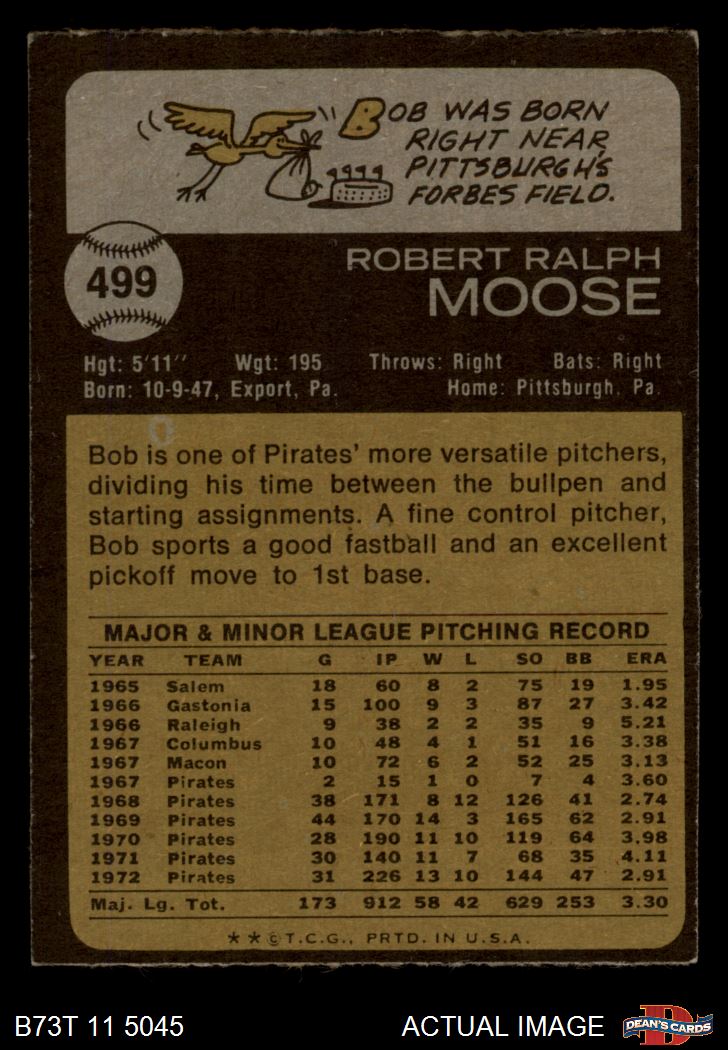 BOB WAS BORN
RIGHT NEAR
PITTSBURGH'S
FORBES FIELD.
499
ROBERT RALPH
MOOSE
Hgt: 5'11" Wgt: 195 Throws: Right Bats: Right
Born: 10-9-47, Export, Pa. Home: Pittsburgh, Pa.
Bob is one of Pirates' more versatile pitchers,
dividing his time between the bullpen and
starting assignments. A fine control pitcher,
Bob sports a good fastball and an excellent
pickoff move to 1st base.
MAJOR & MINOR LEAGUE PITCHING RECORD
YEAR TEAM G IP W L SO BB ERA
1965 Salem 18 60 8 2 75 19 1.95
1966 Gastonia 15 100 9 3 87 27 3.42
1966 Raleigh 9 38 2 2 35 9 5.21
1967 Columbus 10 48 4 1 51 16 3.38
1967 Macon 10 72 6 2 52 25 3.13
1967 Pirates 2 15 1 0 7 4 3.60
1968 Pirates 38 171 8 12 126 41 2.74
1969 Pirates 44 170 14 3 165 62 2.91
1970 Pirates 28 190 11 10 119 64 3.98
1971 Pirates 30 140 11 7 68 35 4.11
1972 Pirates 31 226 13 10 144 47 2.91
Maj. Lg. Tot. 173 912 58 42 629 253 3.30
★ ★ © T.C.G., PRTD. IN U.S.A.
B73T 11 5045 ACTUAL IMAGE
D
DEAN'S CARDS